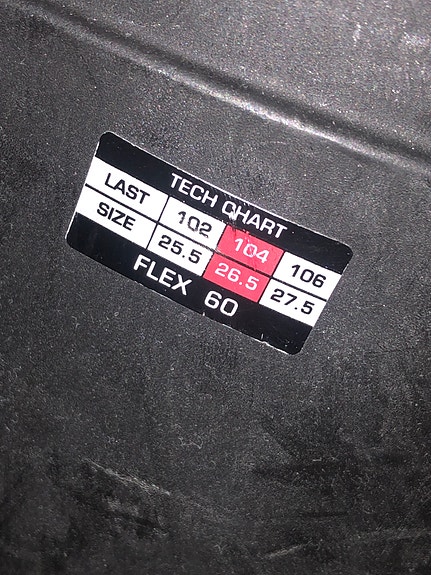 TECH CHART
LAST 102 104 106
SIZE 25.5 26.5 27.5
FLEX 60